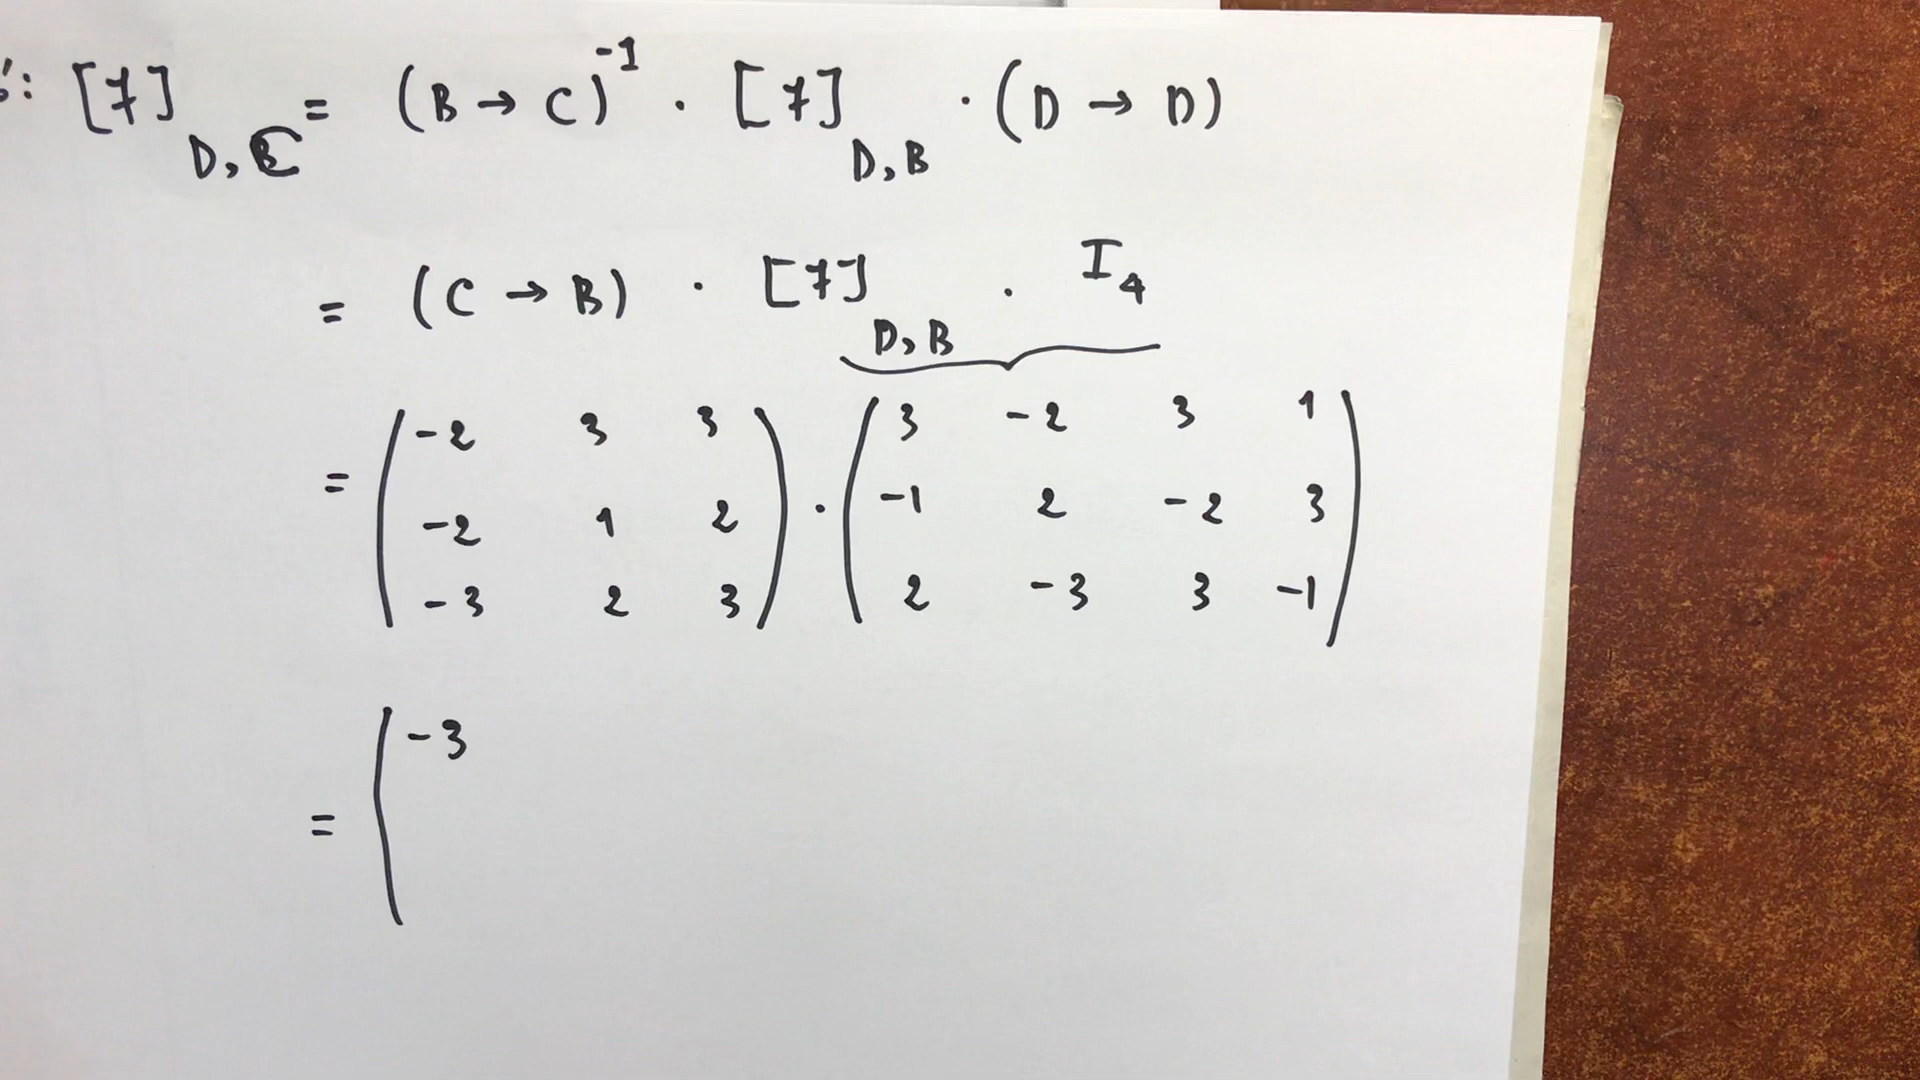 ': [f]_{D,C} = (B → C)^{-1} · [f]_{D,B} · (D → D)
= (C → B) · [f]_{D,B} · I_4
= ( -2 3 3 ) · ( 3 -2 3 1 )
-2 1 2 -1 2 -2 3
-3 2 3 2 -3 3 -1
= ( -3